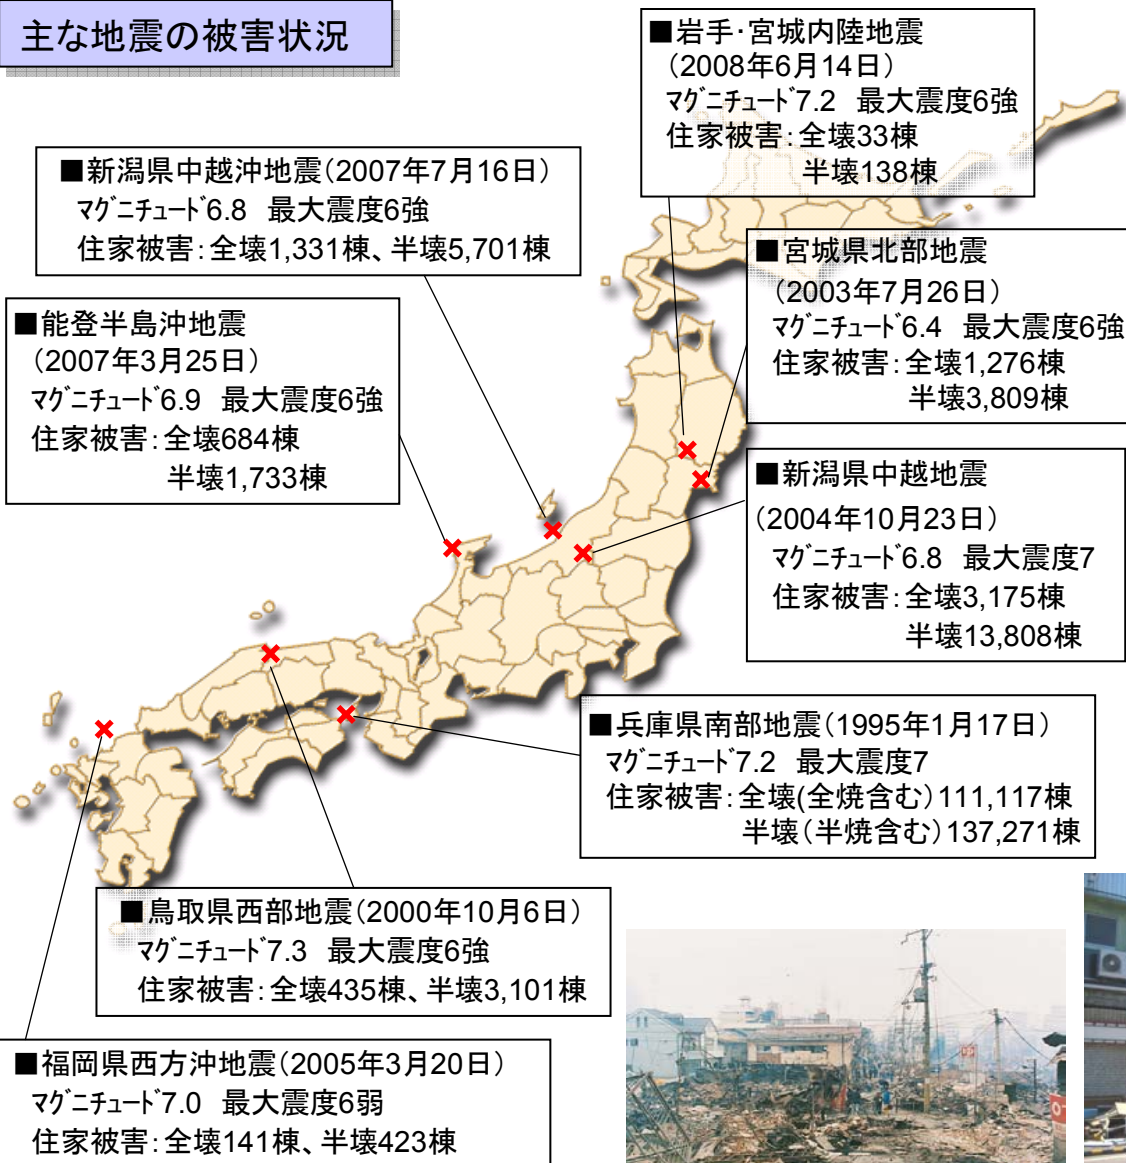 主な地震の被害状況
■岩手・宮城内陸地震
(2008年6月14日)
マグニチュード7.2 最大震度6強
住家被害：全壊33棟
半壊138棟
■新潟県中越沖地震(2007年7月16日)
マグニチュード6.8 最大震度6強
住家被害：全壊1,331棟、半壊5,701棟
■宮城県北部地震
(2003年7月26日)
マグニチュード6.4 最大震度6強
住家被害：全壊1,276棟
半壊3,809棟
■能登半島沖地震
(2007年3月25日)
マグニチュード6.9 最大震度6強
住家被害：全壊684棟
半壊1,733棟
■新潟県中越地震
(2004年10月23日)
マグニチュード6.8 最大震度7
住家被害：全壊3,175棟
半壊13,808棟
■兵庫県南部地震(1995年1月17日)
マグニチュード7.2 最大震度7
住家被害：全壊(全焼含む)111,117棟
半壊(半焼含む)137,271棟
■鳥取県西部地震(2000年10月6日)
マグニチュード7.3 最大震度6強
住家被害：全壊435棟、半壊3,101棟
■福岡県西方沖地震(2005年3月20日)
マグニチュード7.0 最大震度6弱
住家被害：全壊141棟、半壊423棟